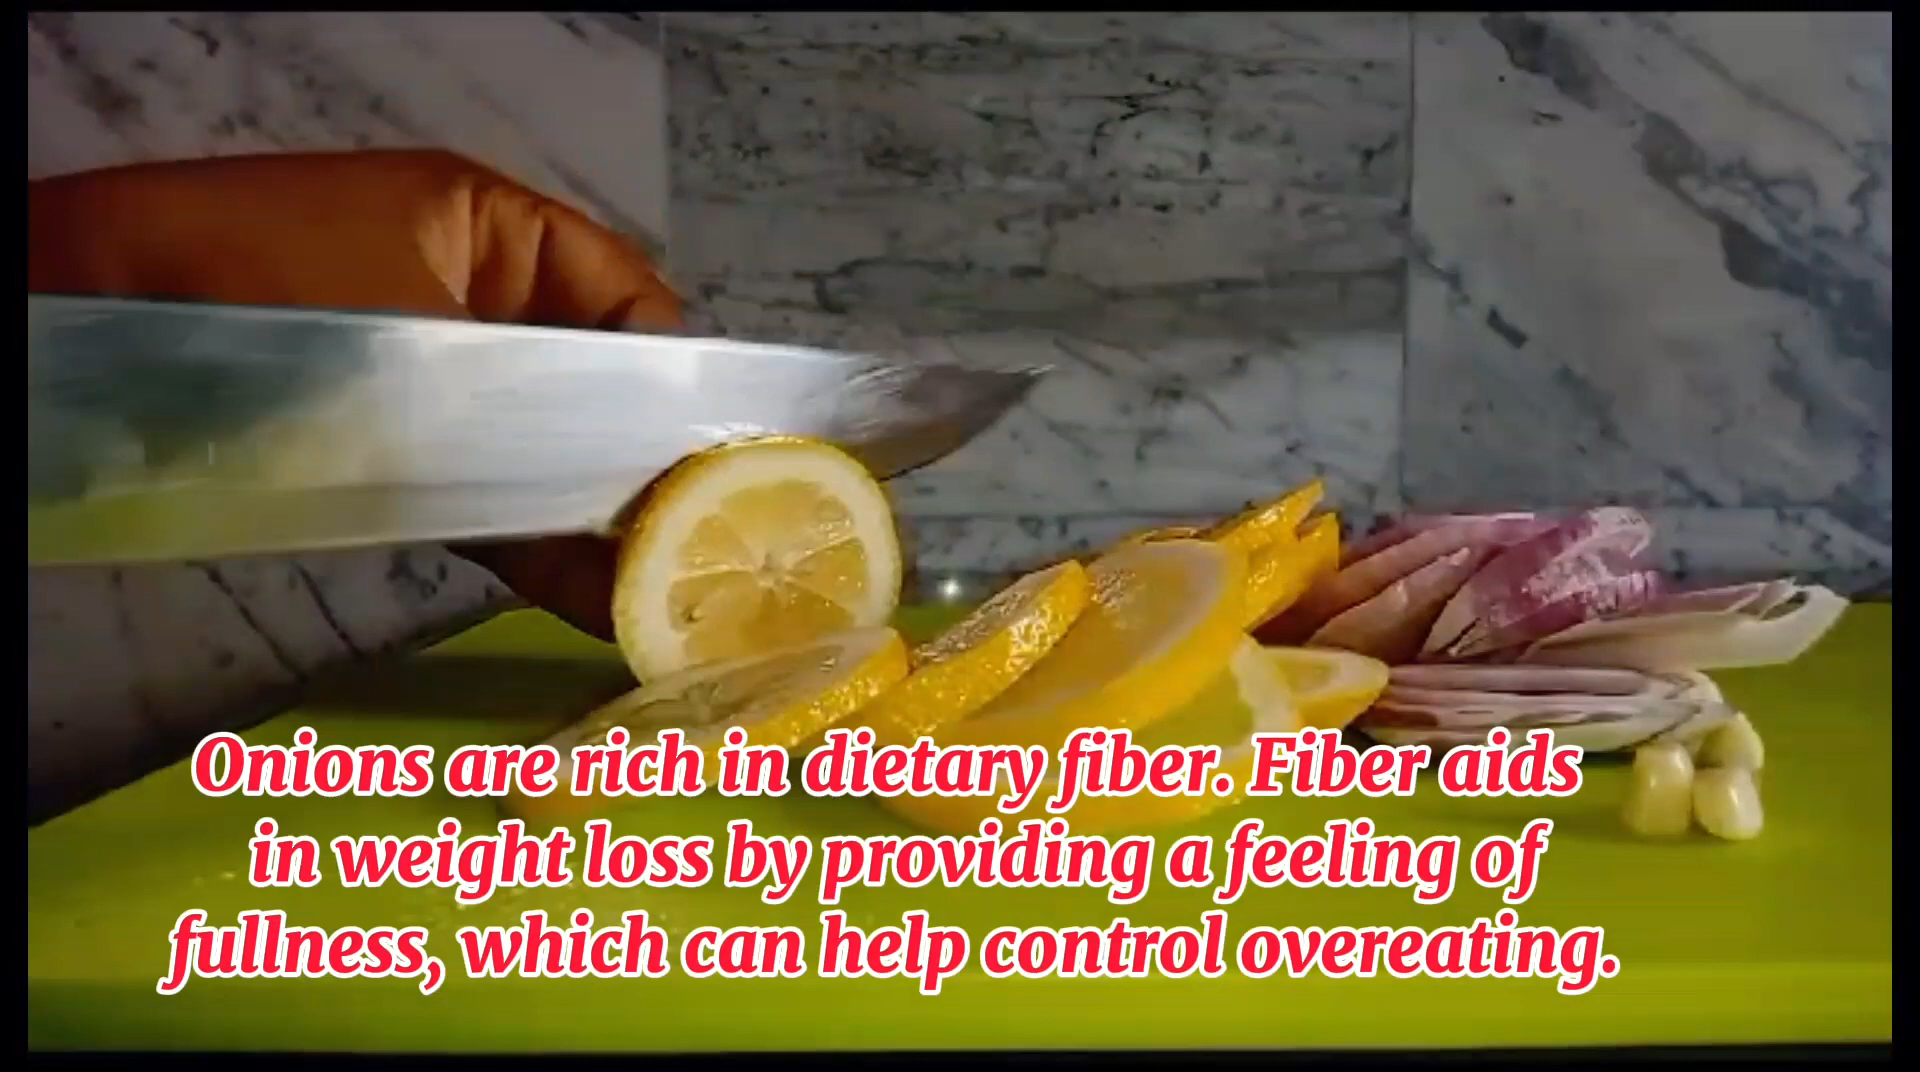 Onions are rich in dietary fiber. Fiber aids
in weight loss by providing a feeling of
fullness, which can help control overeating.